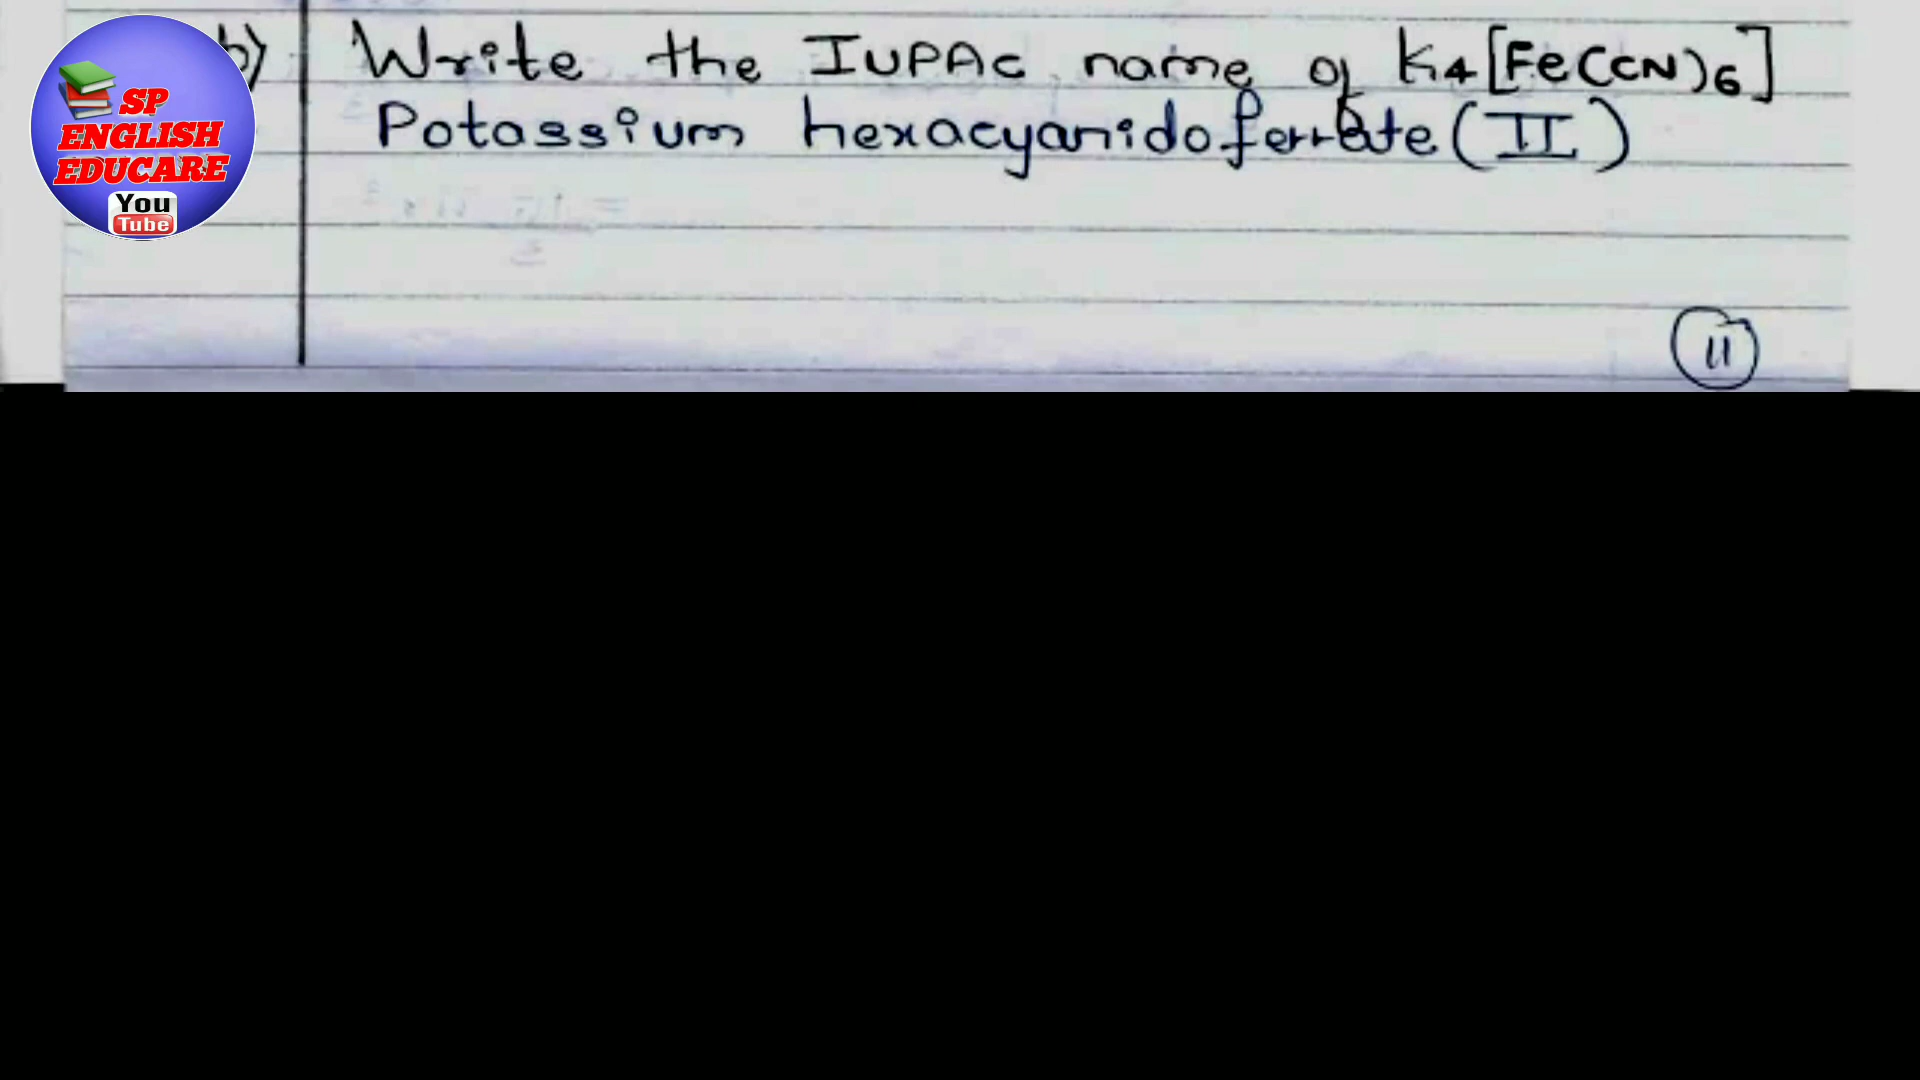 SP
ENGLISH
EDUCARE
You
Tube
b) Write the IUPAC name of K4[Fe(CN)6]
Potassium hexacyanidoferrate(II)
11